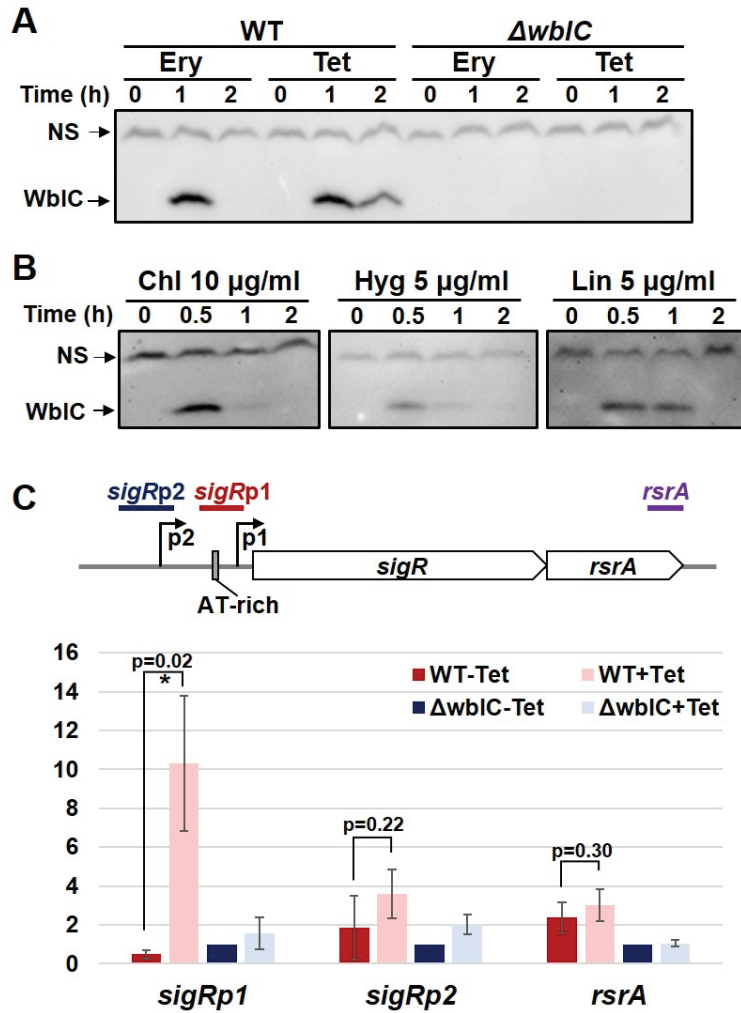 A
WT ΔwblC
Ery Tet Ery Tet
Time (h) 0 1 2 0 1 2 0 1 2 0 1 2
NS
WblC
B
Chl 10 μg/ml Hyg 5 μg/ml Lin 5 μg/ml
Time (h) 0 0.5 1 2 0 0.5 1 2 0 0.5 1 2
NS
WblC
C
sigRp2 sigRp1 rsrA
p2 p1
sigR rsrA
AT-rich
16
p=0.02
*
WT-Tet WT+Tet
14
ΔwblC-Tet ΔwblC+Tet
12
10
8
p=0.22
6
p=0.30
4
2
0
sigRp1 sigRp2 rsrA